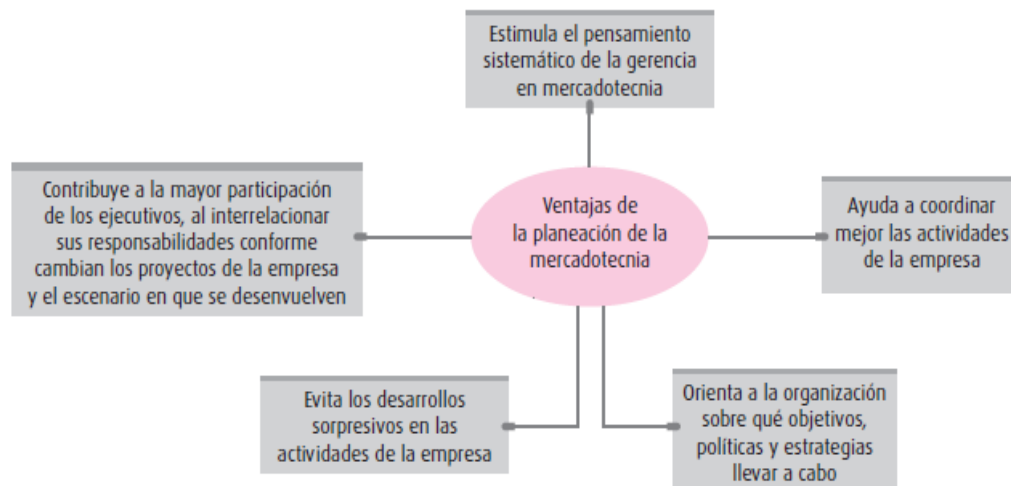 Estimula el pensamiento
sistemático de la gerencia
en mercadotecnia
Contribuye a la mayor participación
de los ejecutivos, al interrelacionar
sus responsabilidades conforme
cambian los proyectos de la empresa
y el escenario en que se desenvuelven
Ventajas de
la planeación de la
mercadotecnia
Ayuda a coordinar
mejor las actividades
de la empresa
Evita los desarrollos
sorpresivos en las
actividades de la empresa
Orienta a la organización
sobre qué objetivos,
políticas y estrategias
llevar a cabo